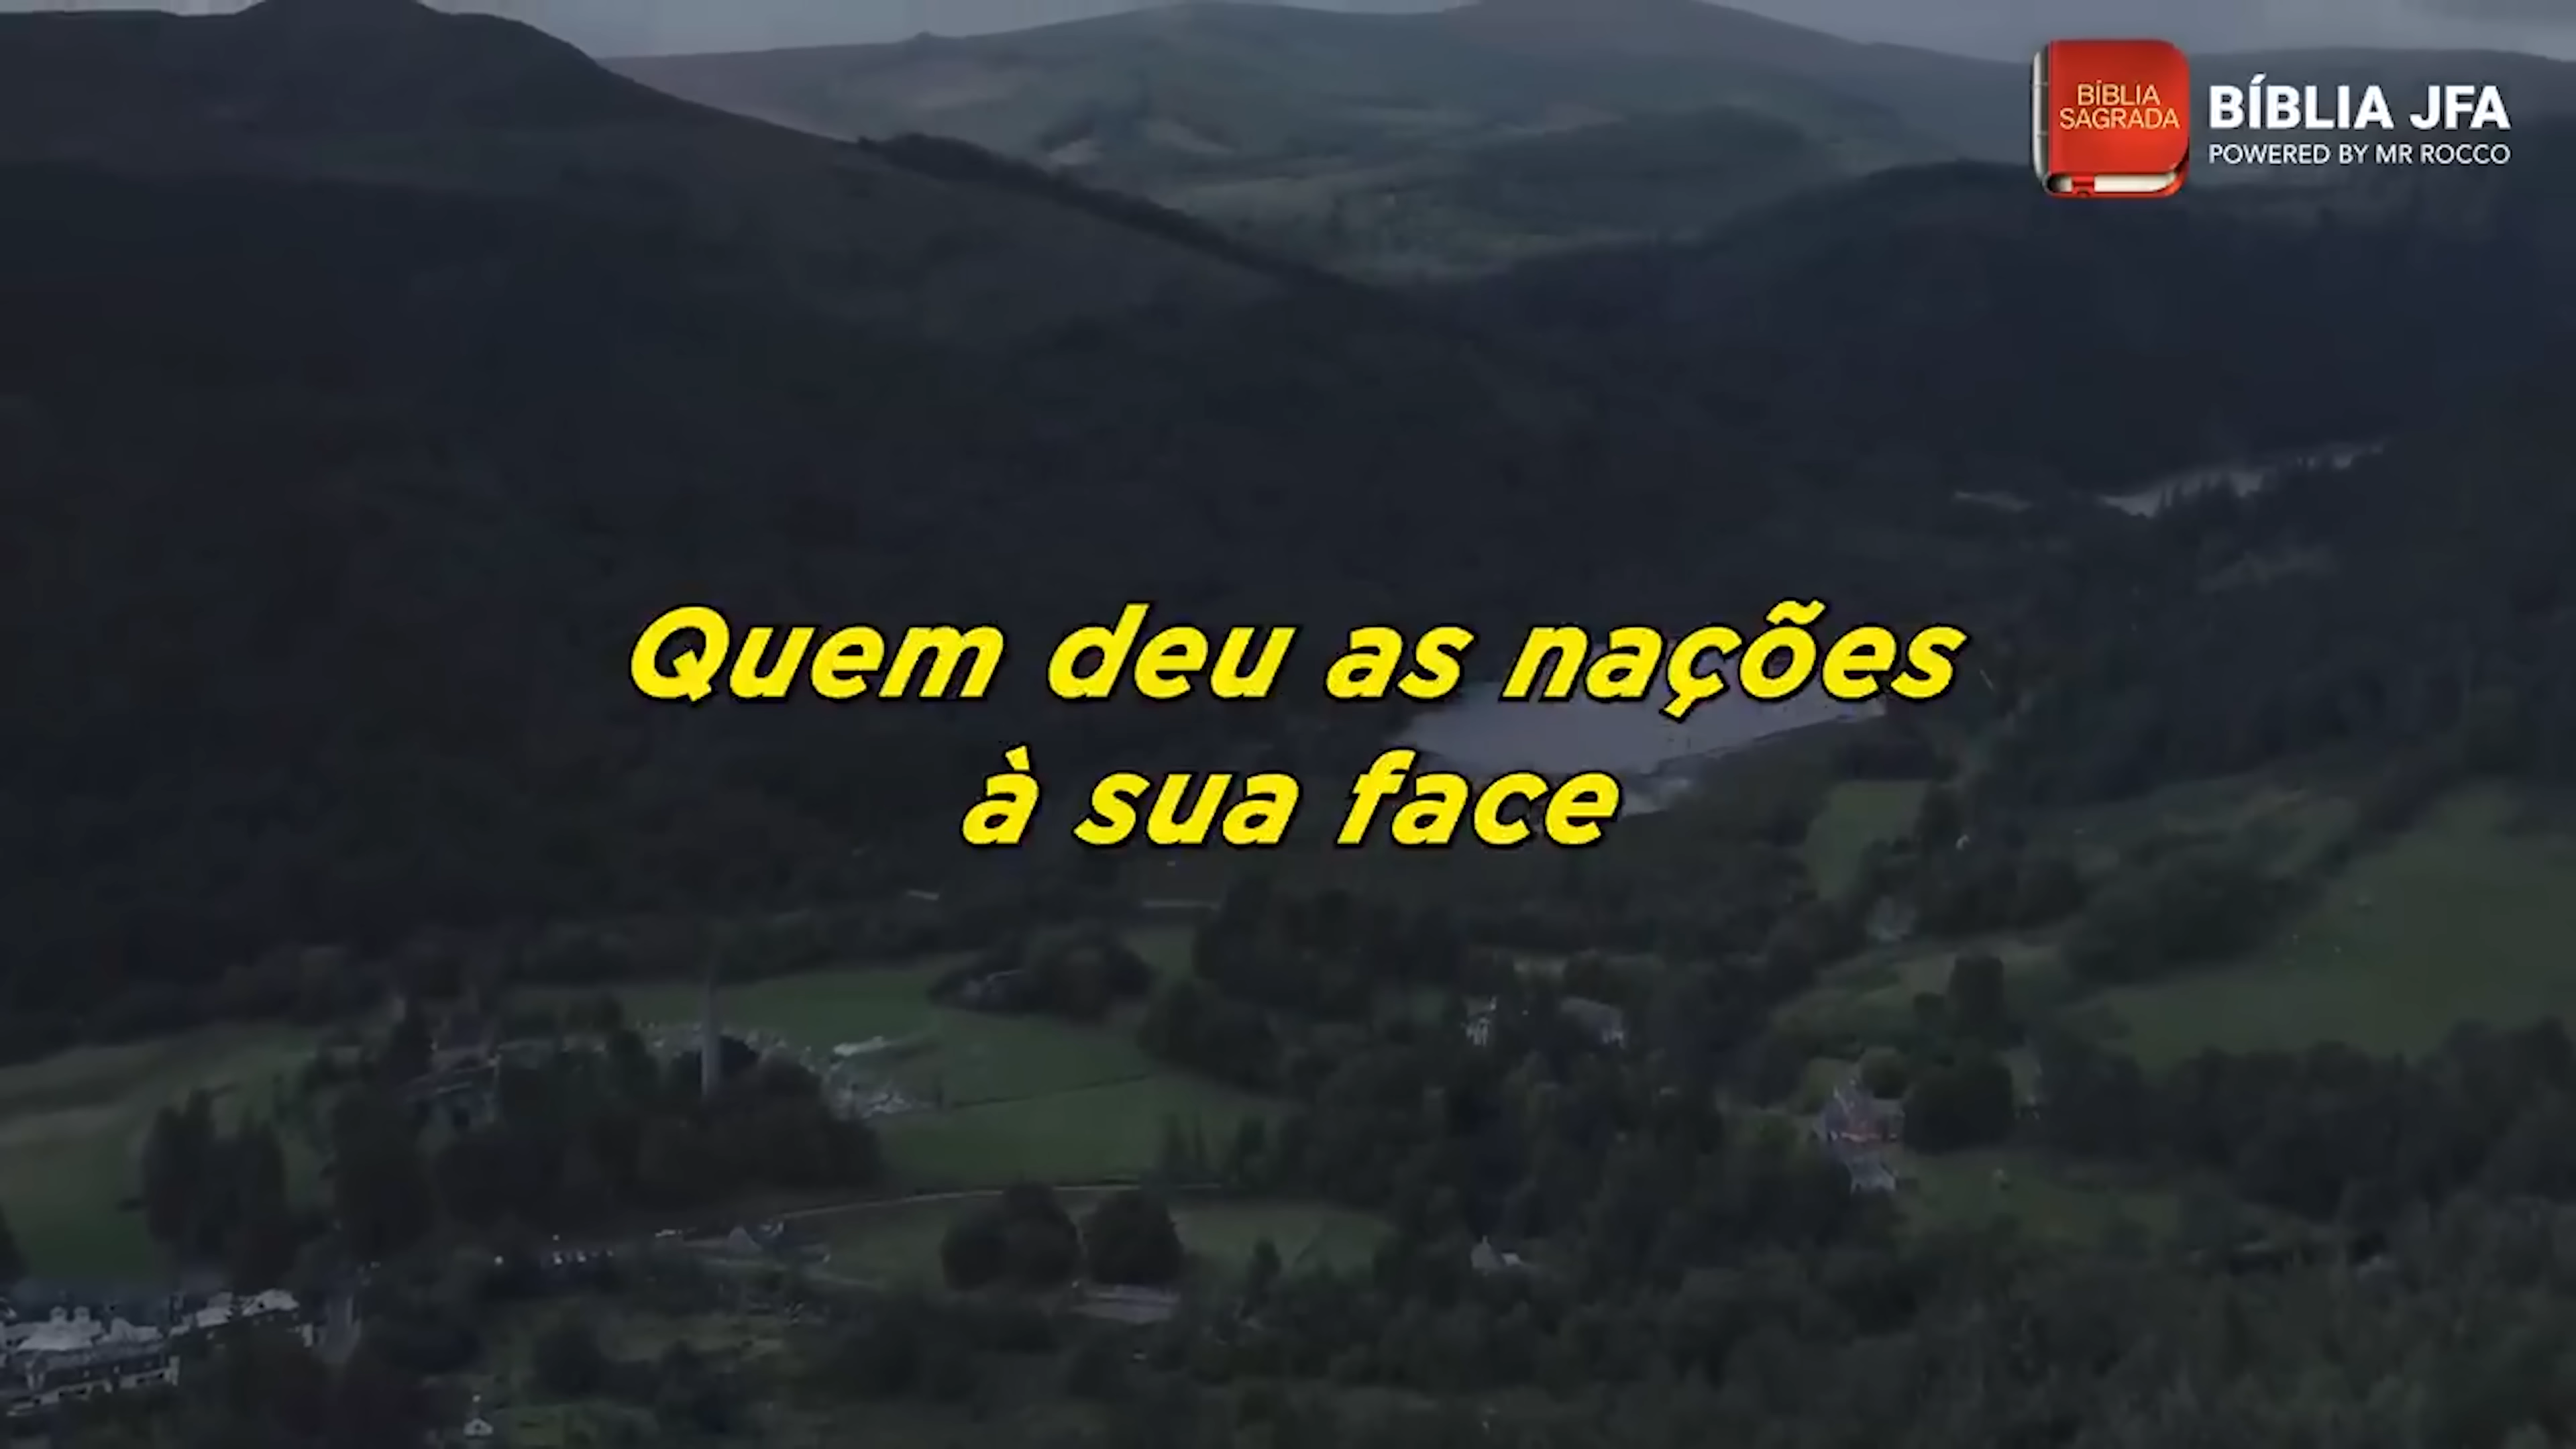 BÍBLIA
SAGRADA
BÍBLIA JFA
POWERED BY MR ROCCO
Quem deu as nações
à sua face